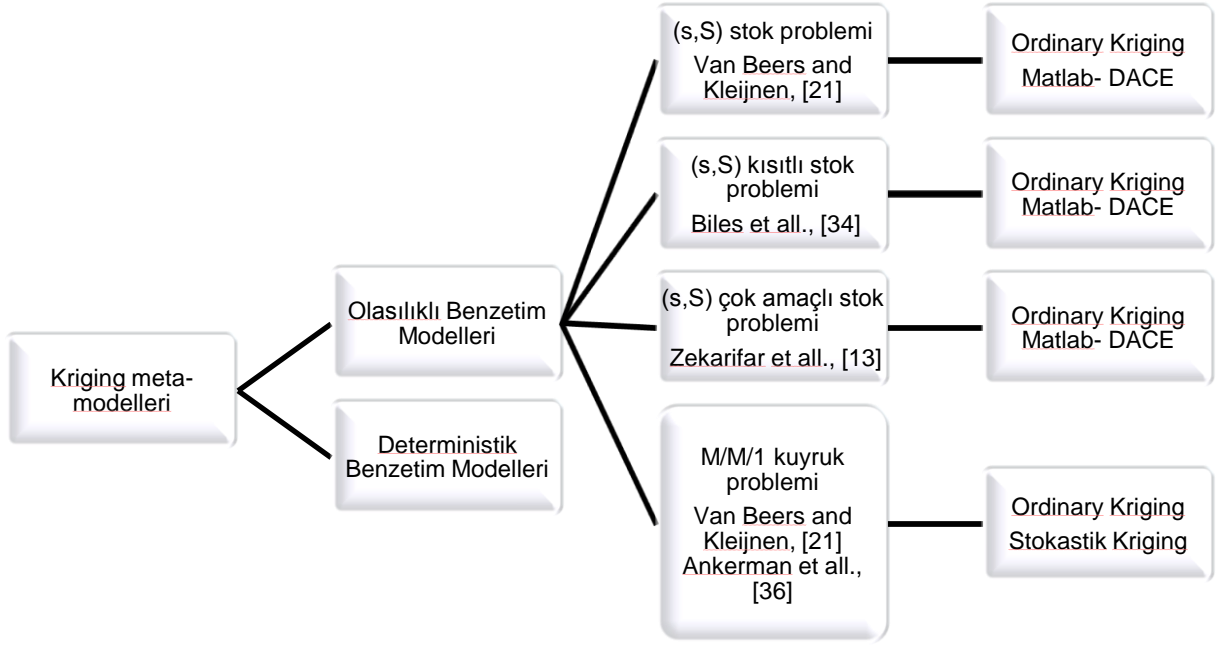 Kriging meta-
modelleri
Olasılıklı Benzetim
Modelleri
Deterministik
Benzetim Modelleri
(s,S) stok problemi
Van Beers and
Kleijnen, [21]
Ordinary Kriging
Matlab- DACE
(s,S) kısıtlı stok
problemi
Biles et all., [34]
Ordinary Kriging
Matlab- DACE
(s,S) çok amaçlı stok
problemi
Zekarifar et all., [13]
Ordinary Kriging
Matlab- DACE
M/M/1 kuyruk
problemi
Van Beers and
Kleijnen, [21]
Ankerman et all.,
[36]
Ordinary Kriging
Stokastik Kriging